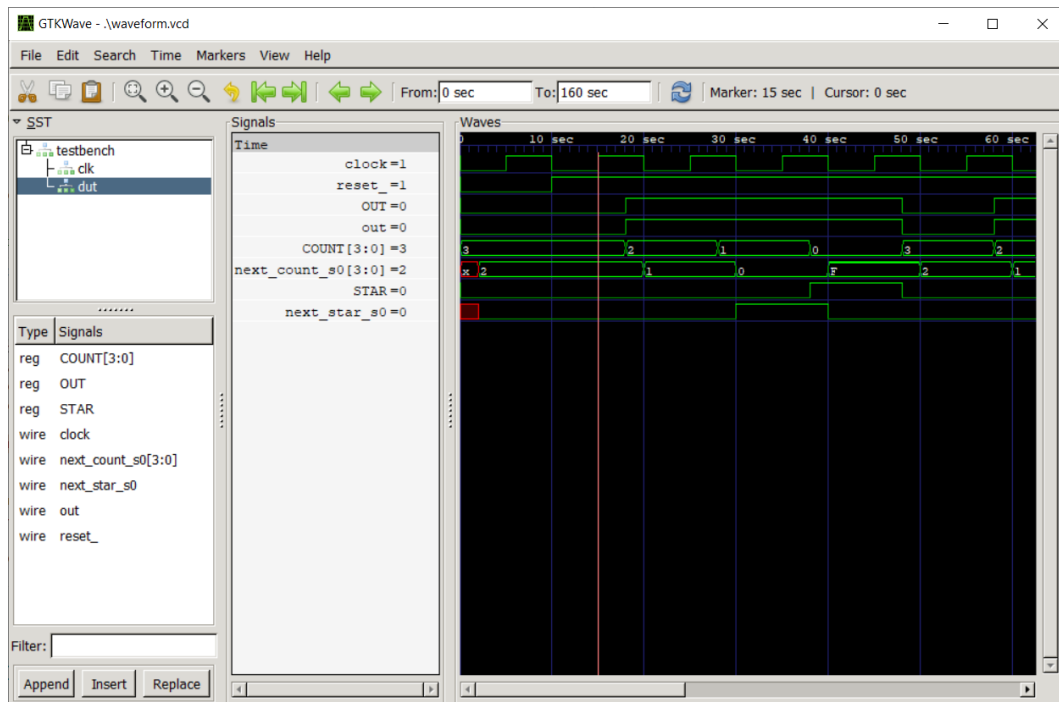 GTKWave - .\waveform.vcd
File Edit Search Time Markers View Help
From: 0 sec To: 160 sec Marker: 15 sec | Cursor: 0 sec
SST
testbench
clk
dut
Type Signals
reg COUNT[3:0]
reg OUT
reg STAR
wire clock
wire next_count_s0[3:0]
wire next_star_s0
wire out
wire reset_
Filter:
Append Insert Replace
Signals
Time
clock=1
reset_=1
OUT=0
out=0
COUNT[3:0]=3
next_count_s0[3:0]=2
STAR=0
next_star_s0=0
Waves
0 10 sec 20 sec 30 sec 40 sec 50 sec 60 sec
3 2 1 0 3 2
x 2 1 0 F 2 1